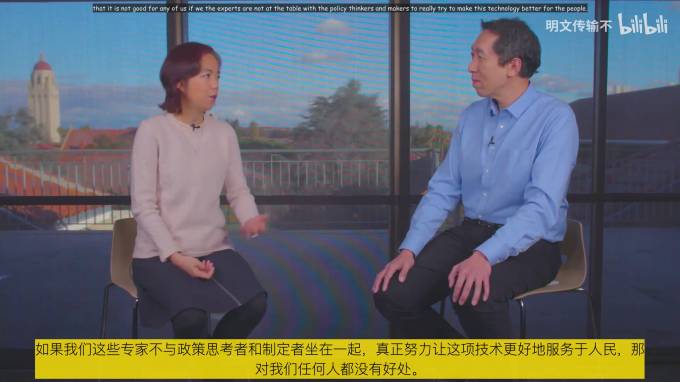 that it is not good for any of us if we the experts are not at the table with the policy thinkers and makers to really try to make this technology better for the people.
明文传输不 bilibili
如果我们这些专家不与政策思考者和制定者坐在一起，真正努力让这项技术更好地服务于人民，那
对我们任何人都没有好处。